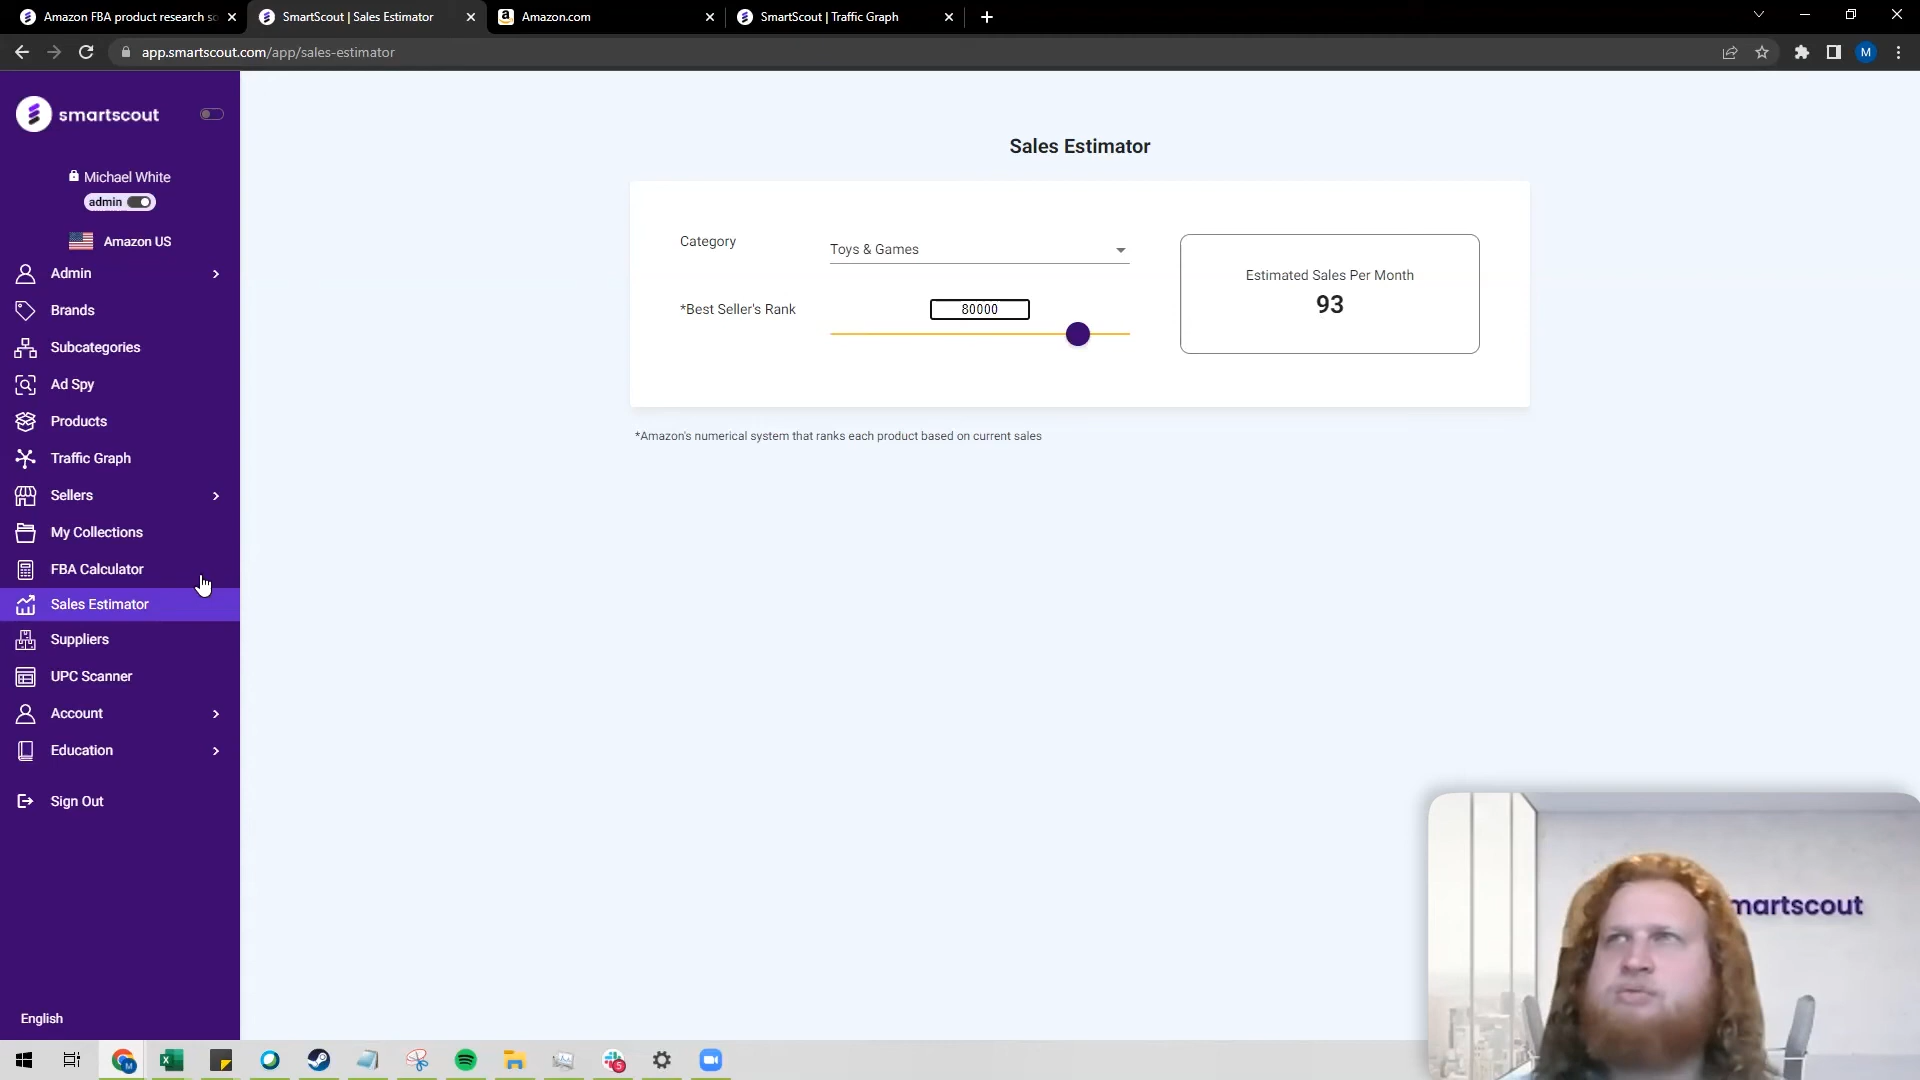 Amazon FBA product research so
SmartScout | Sales Estimator
Amazon.com
SmartScout | Traffic Graph
app.smartscout.com/app/sales-estimator
M
smartscout
Michael White
admin
Amazon US
Admin
Brands
Subcategories
Ad Spy
Products
Traffic Graph
Sellers
My Collections
FBA Calculator
Sales Estimator
Suppliers
UPC Scanner
Account
Education
Sign Out
English
Sales Estimator
Category
Toys & Games
*Best Seller's Rank
80000
Estimated Sales Per Month
93
*Amazon's numerical system that ranks each product based on current sales
martscout